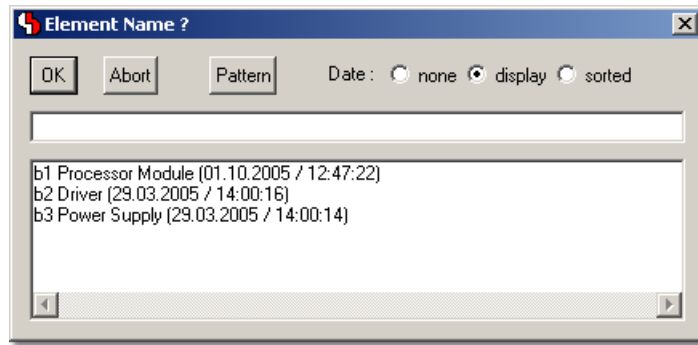 Element Name ?
OK Abort Pattern Date : none display sorted
b1 Processor Module (01.10.2005 / 12:47:22)
b2 Driver (29.03.2005 / 14:00:16)
b3 Power Supply (29.03.2005 / 14:00:14)